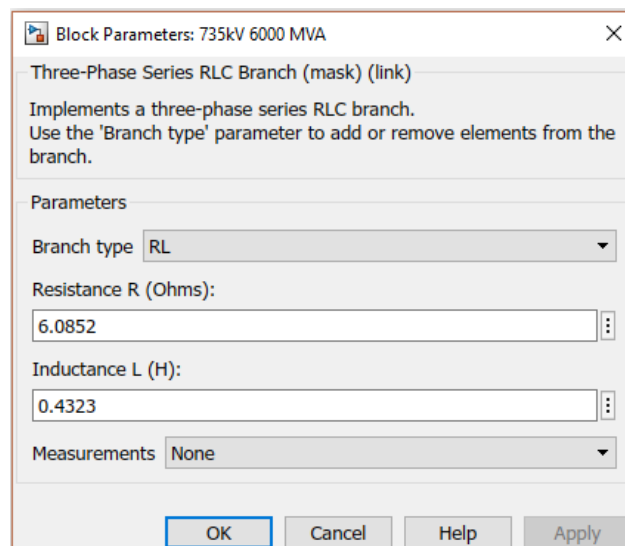 Block Parameters: 735kV 6000 MVA
Three-Phase Series RLC Branch (mask) (link)
Implements a three-phase series RLC branch.
Use the 'Branch type' parameter to add or remove elements from the
branch.
Parameters
Branch type RL
Resistance R (Ohms):
6.0852
Inductance L (H):
0.4323
Measurements None
OK Cancel Help Apply